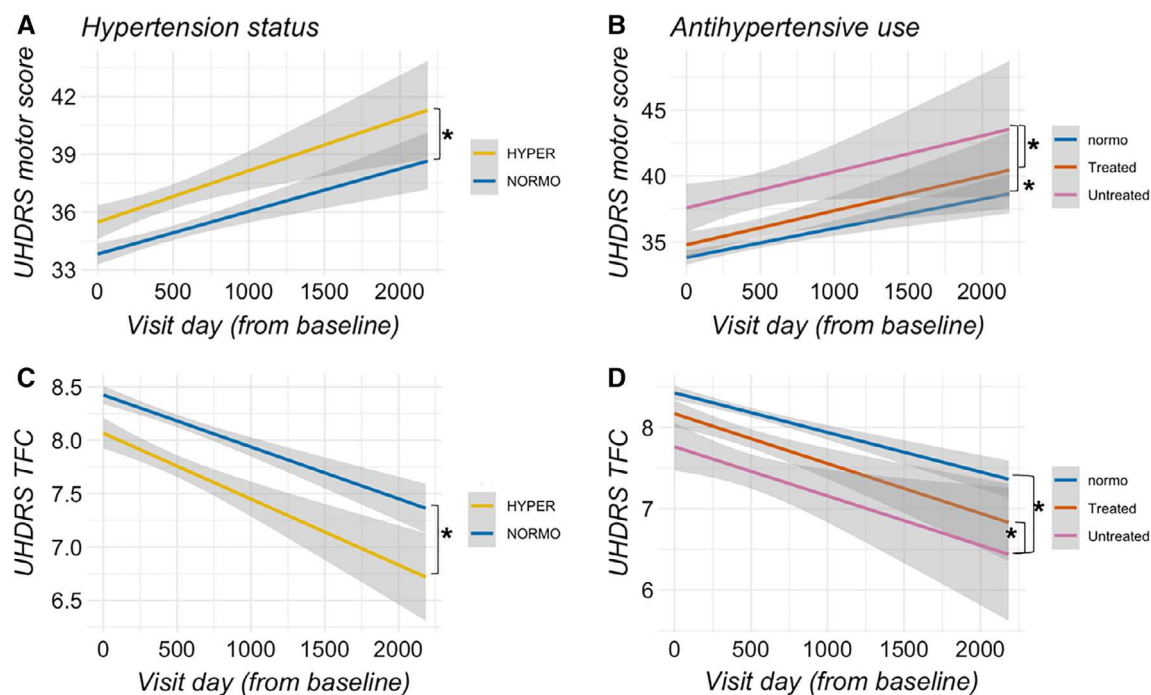 A Hypertension status
UHDRS motor score
42
39
36
33
0 500 1000 1500 2000
Visit day (from baseline)
*
HYPER
NORMO
B Antihypertensive use
UHDRS motor score
45
40
35
0 500 1000 1500 2000
Visit day (from baseline)
*
*
normo
Treated
Untreated
C
UHDRS TFC
8.5
8.0
7.5
7.0
6.5
0 500 1000 1500 2000
Visit day (from baseline)
*
HYPER
NORMO
D
UHDRS TFC
8
7
6
0 500 1000 1500 2000
Visit day (from baseline)
*
*
normo
Treated
Untreated